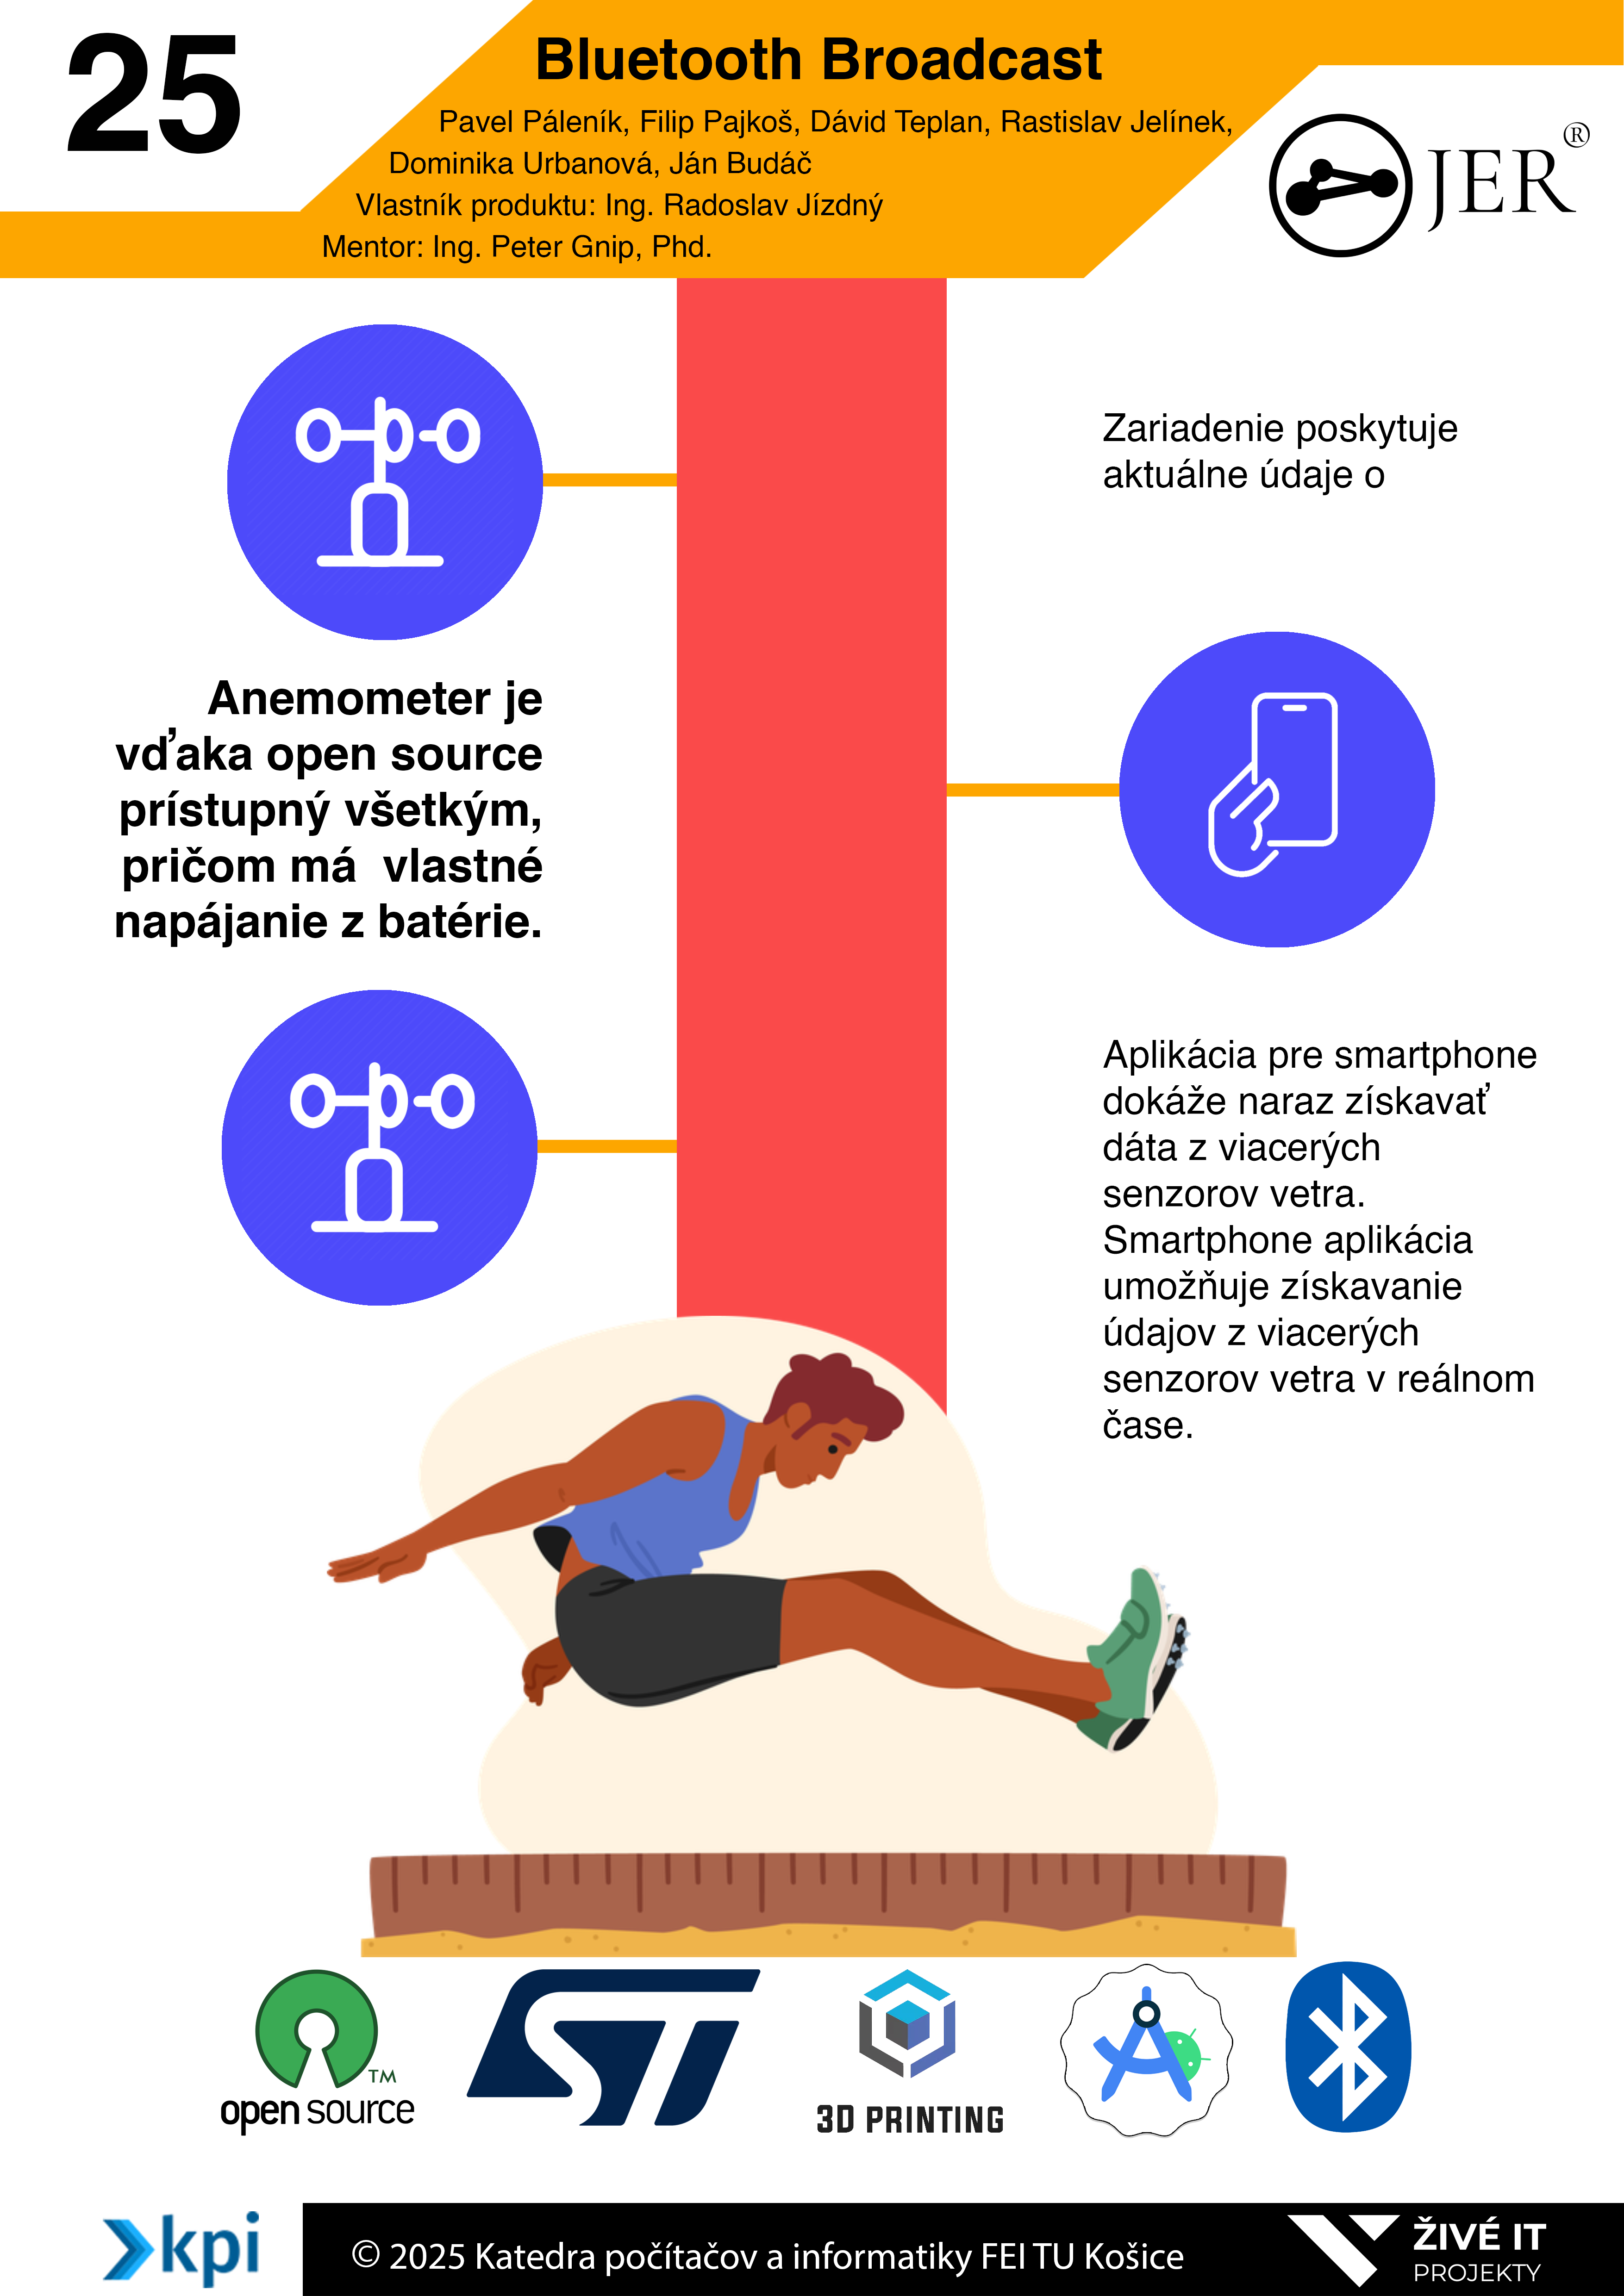 25
Bluetooth Broadcast
Pavel Páleník, Filip Pajkoš, Dávid Teplan, Rastislav Jelínek,
Dominika Urbanová, Ján Budáč
Vlastník produktu: Ing. Radoslav Jízdný
Mentor: Ing. Peter Gnip, Phd.
JER®
Zariadenie poskytuje
aktuálne údaje o
Anemometer je
vďaka open source
prístupný všetkým,
pričom má  vlastné
napájanie z batérie.
Aplikácia pre smartphone
dokáže naraz získavať
dáta z viacerých
senzorov vetra.
Smartphone aplikácia
umožňuje získavanie
údajov z viacerých
senzorov vetra v reálnom
čase.
open source TM
ST
3D PRINTING
kpi
© 2025 Katedra počítačov a informatiky FEI TU Košice
ŽIVÉ IT
PROJEKTY